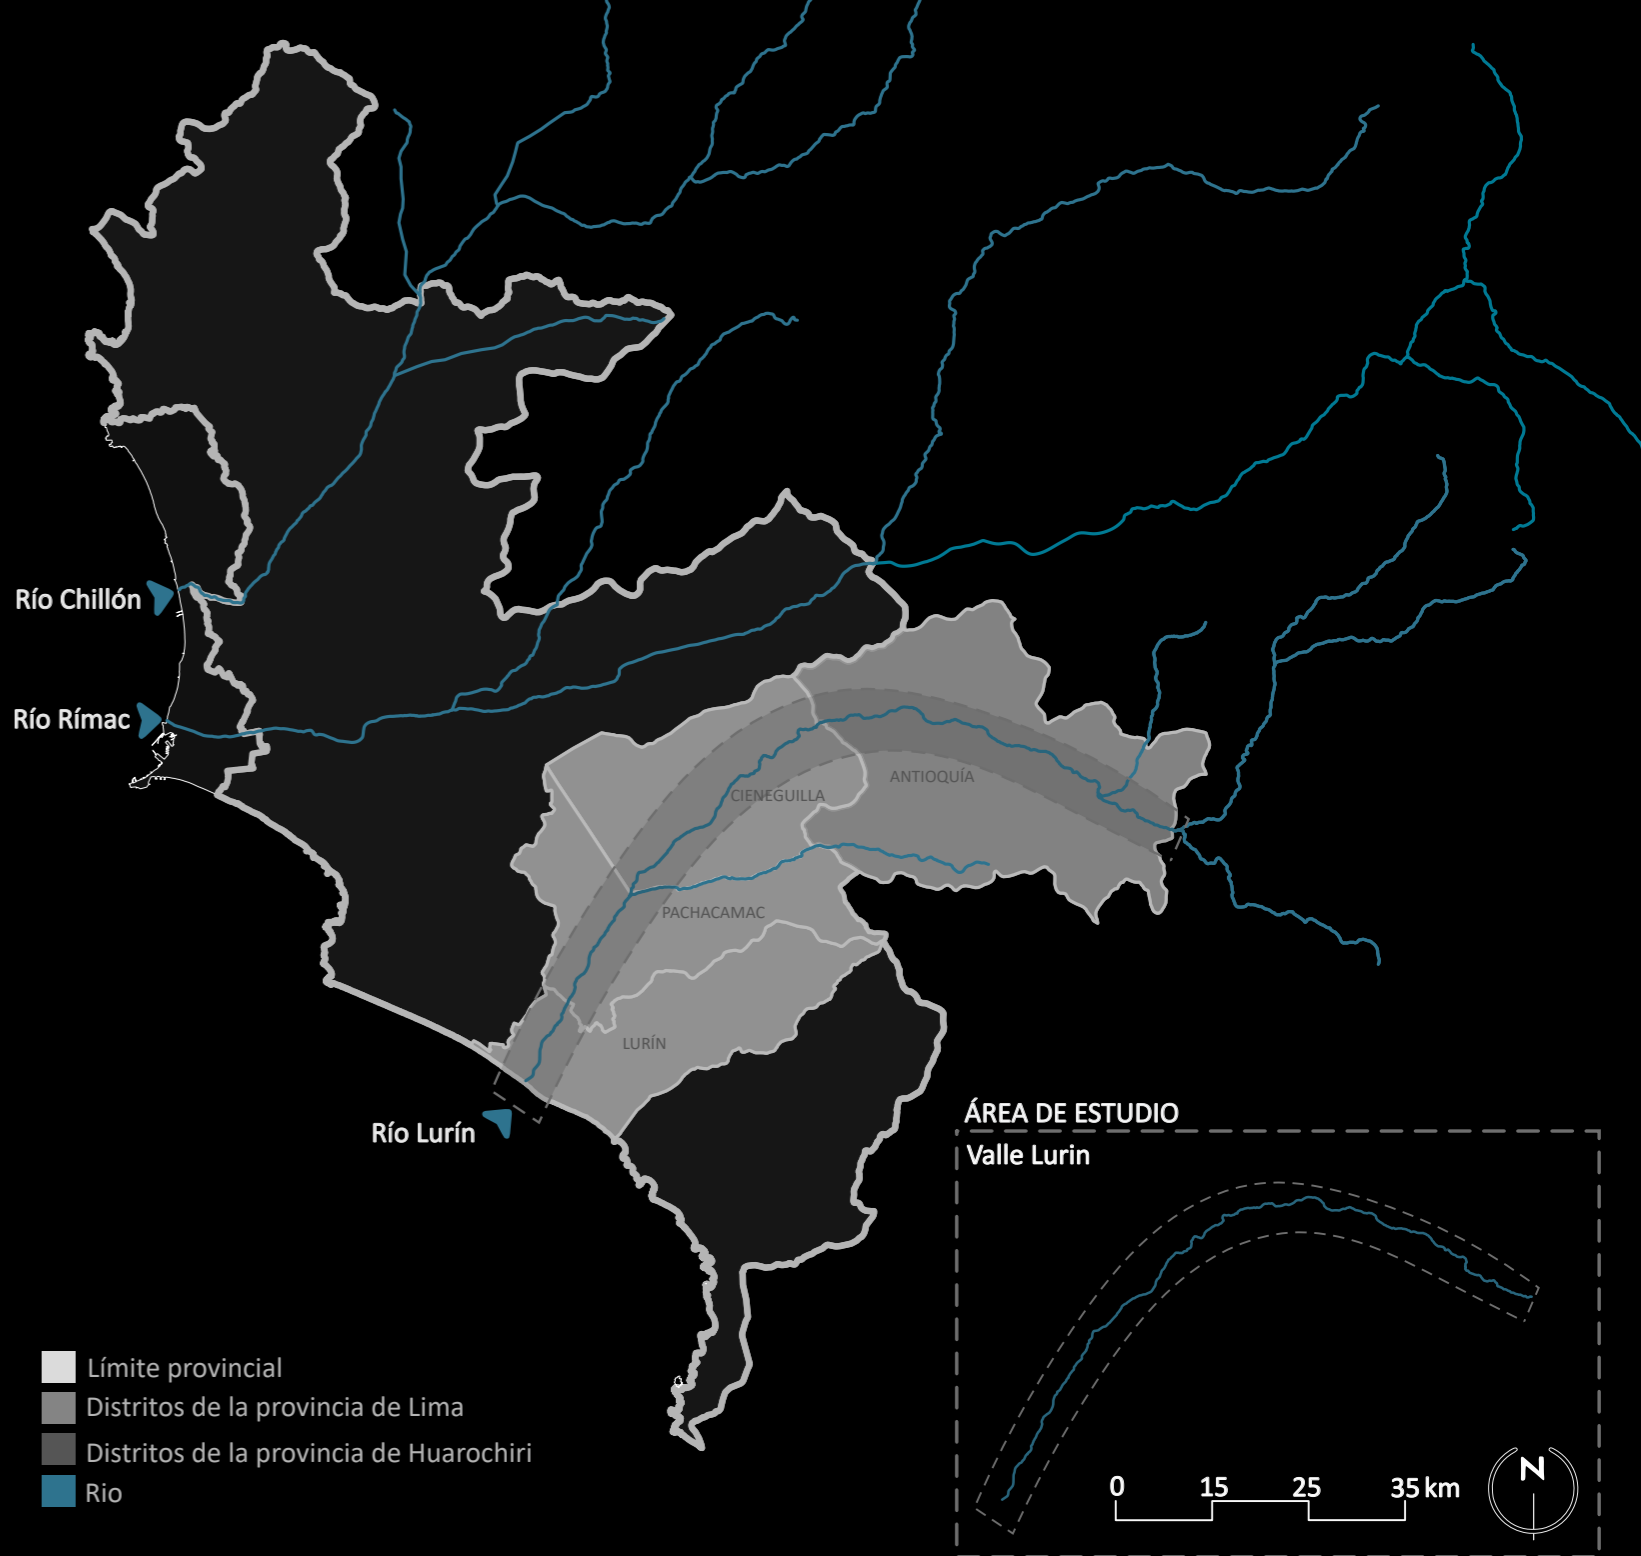 Río Chillón
Río Rímac
ANTIOQUÍA
CIENEGUILLA
PACHACAMAC
LURÍN
Río Lurín
ÁREA DE ESTUDIO
Valle Lurin
Límite provincial
Distritos de la provincia de Lima
Distritos de la provincia de Huarochiri
Rio
0 15 25 35 km
N